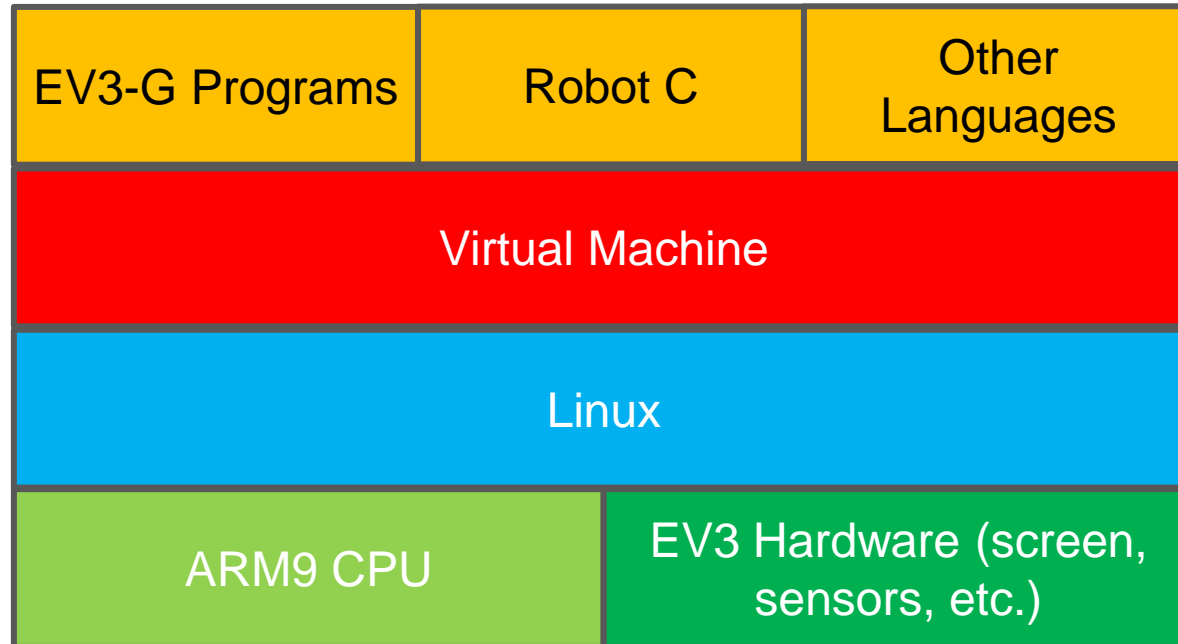 EV3-G Programs
Robot C
Other
Languages
Virtual Machine
Linux
ARM9 CPU
EV3 Hardware (screen,
sensors, etc.)